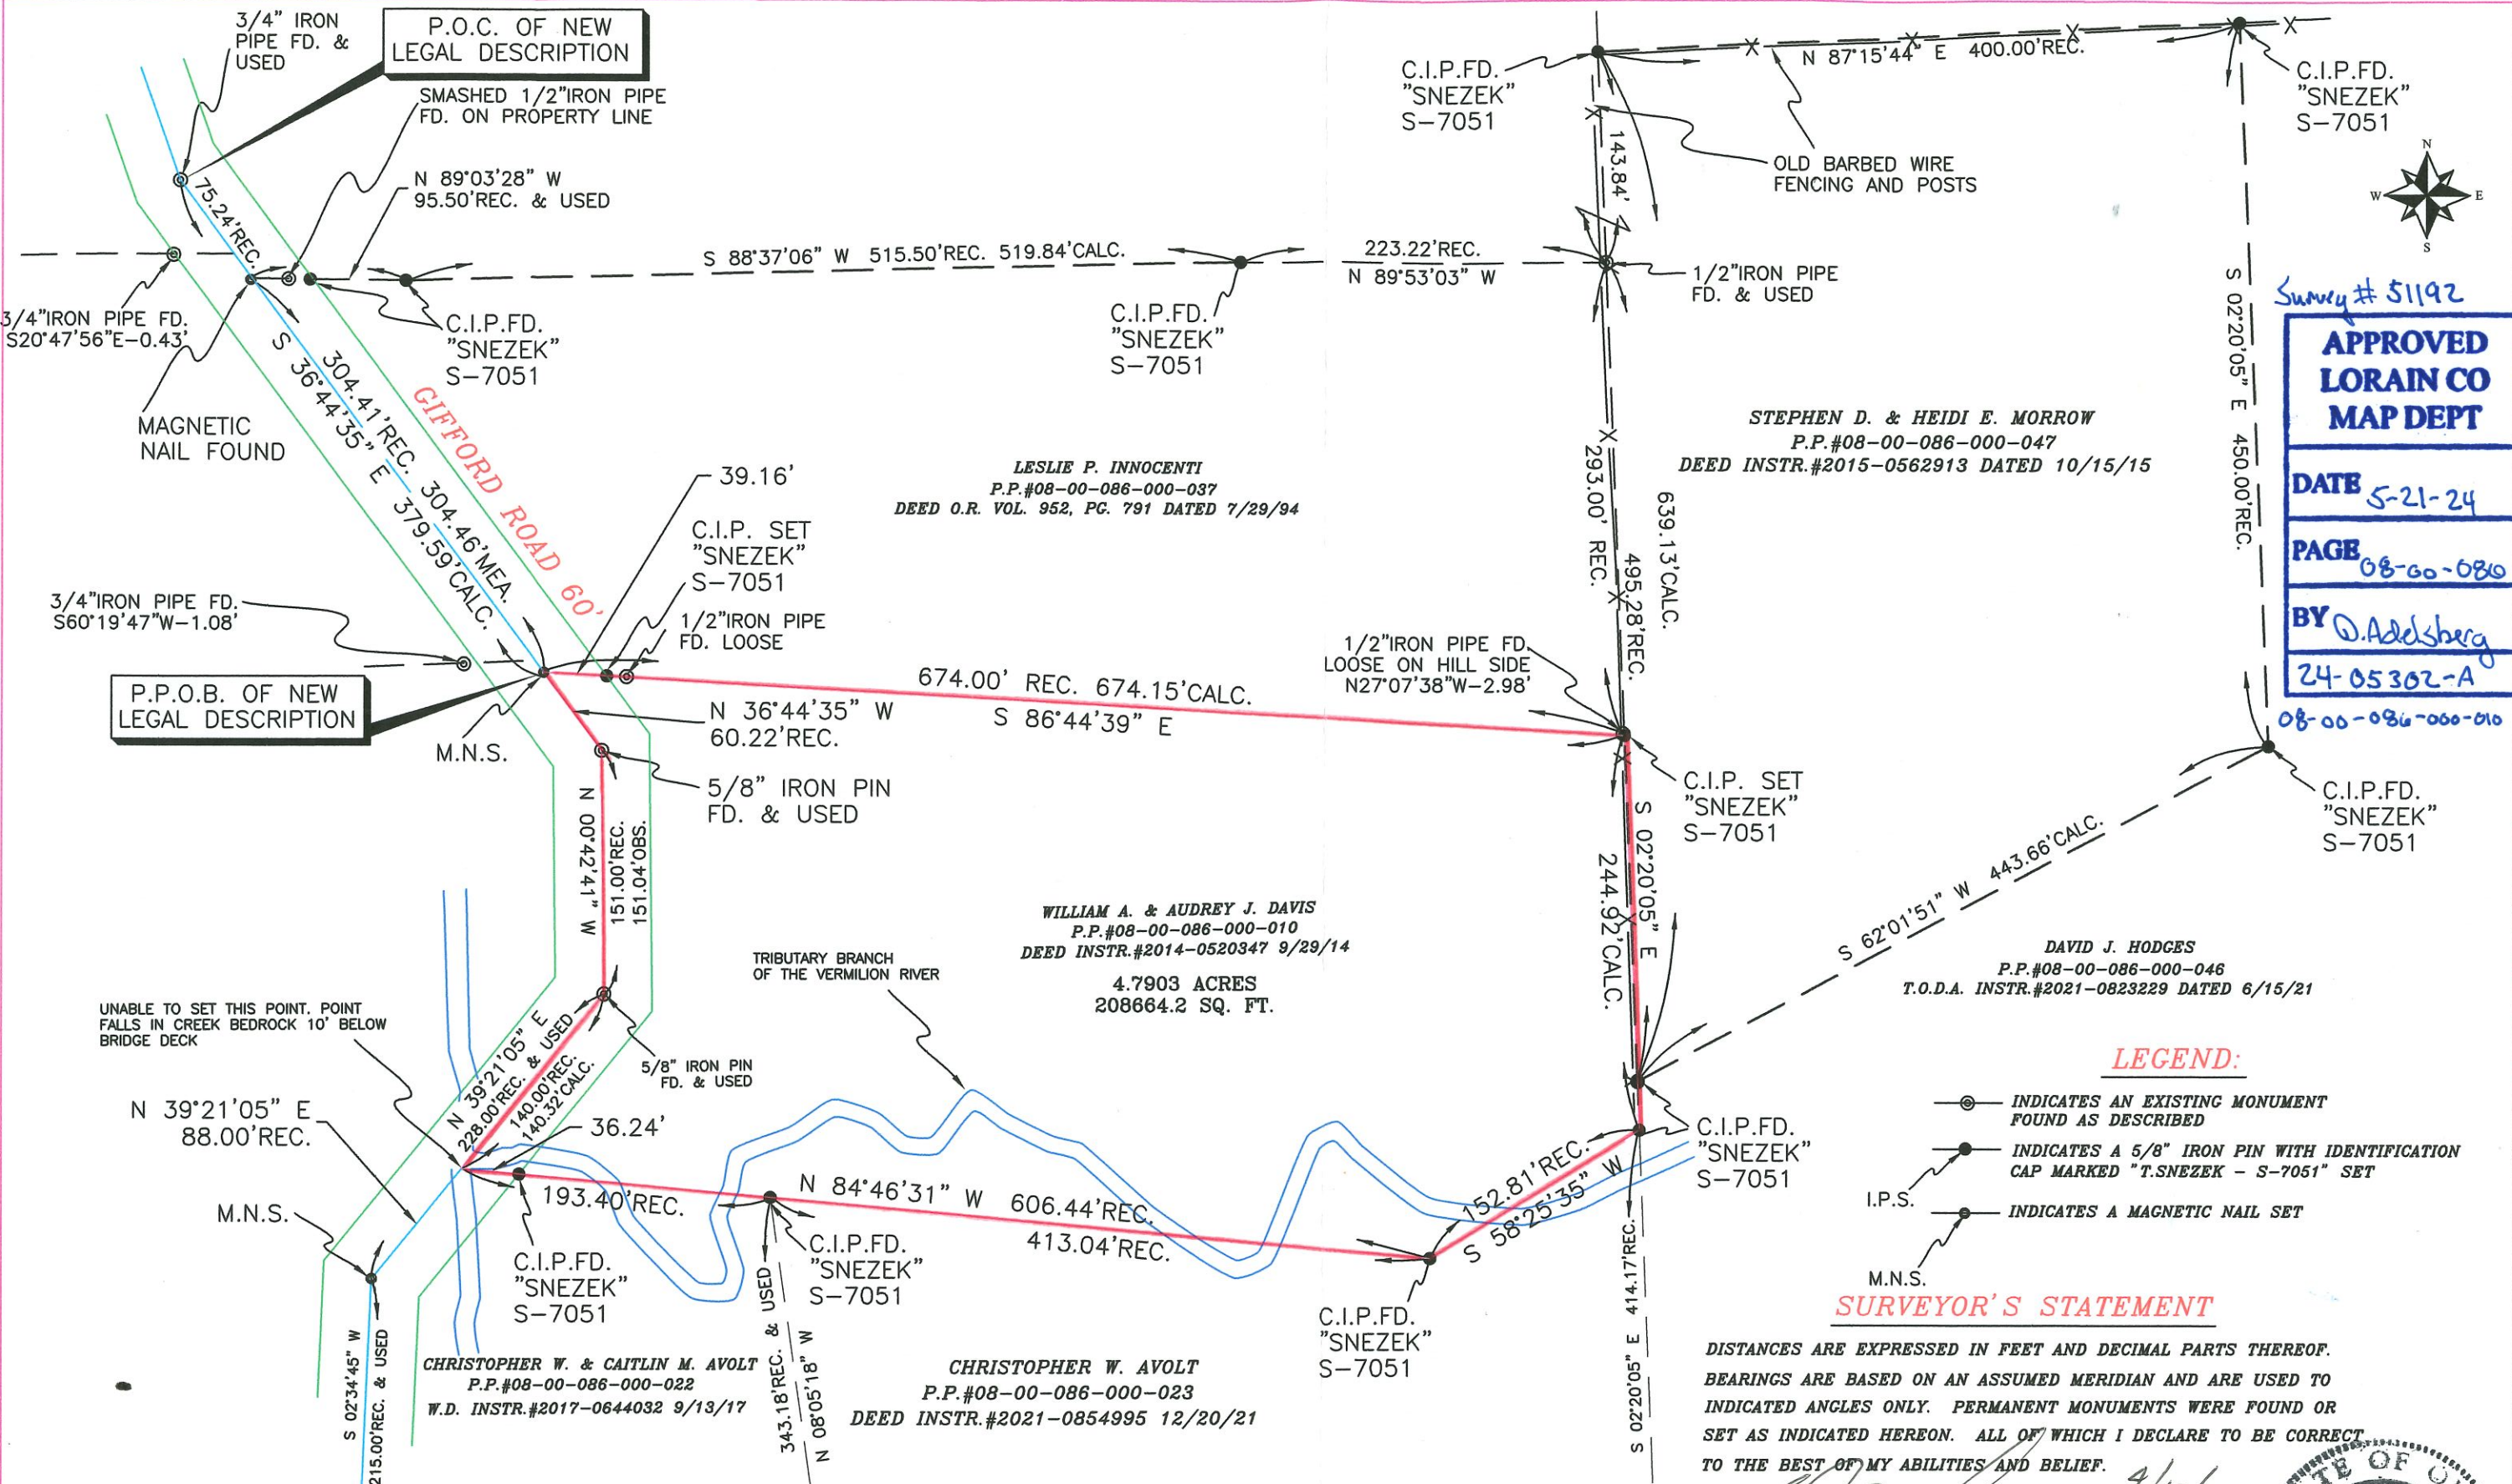 3/4" IRON
PIPE FD. &
USED
P.O.C. OF NEW
LEGAL DESCRIPTION
SMASHED 1/2"IRON PIPE
FD. ON PROPERTY LINE
N 89°03'28" W
95.50'REC. & USED
75.24'REC.
3/4"IRON PIPE FD.
S20°47'56"E-0.43'
MAGNETIC
NAIL FOUND
C.I.P.FD.
"SNEZEK"
S-7051
S 88°37'06" W 515.50'REC. 519.84'CALC.
C.I.P.FD.
"SNEZEK"
S-7051
223.22'REC.
N 89°53'03" W
1/2"IRON PIPE
FD. & USED
C.I.P.FD.
"SNEZEK"
S-7051
N 87°15'44" E 400.00'REC.
C.I.P.FD.
"SNEZEK"
S-7051
OLD BARBED WIRE
FENCING AND POSTS
143.84'
N
W
E
S
S 02°20'05" E 450.00'REC.
Survey # 51192
APPROVED
LORAIN CO
MAP DEPT
DATE 5-21-24
PAGE 08-00-086
BY D.Adelsberg
24-05302-A
08-00-086-000-010
304.41'REC. 304.46'MEA.
S 36°44'35" E 379.59'CALC.
GIFFORD ROAD 60'
39.16'
C.I.P. SET
"SNEZEK"
S-7051
1/2"IRON PIPE
FD. LOOSE
LESLIE P. INNOCENTI
P.P.#08-00-086-000-037
DEED O.R. VOL. 952, PG. 791 DATED 7/29/94
STEPHEN D. & HEIDI E. MORROW
P.P.#08-00-086-000-047
DEED INSTR.#2015-0562913 DATED 10/15/15
293.00' REC.
639.13'CALC.
495.28'REC.
3/4"IRON PIPE FD.
S60°19'47"W-1.08'
P.P.O.B. OF NEW
LEGAL DESCRIPTION
M.N.S.
N 36°44'35" W
60.22'REC.
5/8" IRON PIN
FD. & USED
674.00' REC. 674.15'CALC.
S 86°44'39" E
1/2"IRON PIPE FD.
LOOSE ON HILL SIDE
N27°07'38"W-2.98'
C.I.P. SET
"SNEZEK"
S-7051
C.I.P.FD.
"SNEZEK"
S-7051
N 00°42'41" W
151.00'REC.
151.04'OBS.
S 02°20'05" E
244.92'CALC.
S 62°01'51" W 443.66'CALC.
WILLIAM A. & AUDREY J. DAVIS
P.P.#08-00-086-000-010
DEED INSTR.#2014-0520347 9/29/14
4.7903 ACRES
208664.2 SQ. FT.
TRIBUTARY BRANCH
OF THE VERMILION RIVER
DAVID J. HODGES
P.P.#08-00-086-000-046
T.O.D.A. INSTR.#2021-0823229 DATED 6/15/21
UNABLE TO SET THIS POINT. POINT
FALLS IN CREEK BEDROCK 10' BELOW
BRIDGE DECK
N 39°21'05" E
228.00'REC. & USED
140.00'REC.
140.32'CALC.
5/8" IRON PIN
FD. & USED
N 39°21'05" E
88.00'REC.
36.24'
M.N.S.
193.40'REC.
C.I.P.FD.
"SNEZEK"
S-7051
N 84°46'31" W 606.44'REC.
413.04'REC.
C.I.P.FD.
"SNEZEK"
S-7051
152.81'REC.
S 58°25'35" W
C.I.P.FD.
"SNEZEK"
S-7051
C.I.P.FD.
"SNEZEK"
S-7051
S 02°34'45" W
215.00'REC. & USED
CHRISTOPHER W. & CAITLIN M. AVOLT
P.P.#08-00-086-000-022
W.D. INSTR.#2017-0644032 9/13/17
343.18'REC. & USED
N 08°05'18" W
CHRISTOPHER W. AVOLT
P.P.#08-00-086-000-023
DEED INSTR.#2021-0854995 12/20/21
S 02°20'05" E 414.17'REC.
LEGEND:
INDICATES AN EXISTING MONUMENT
FOUND AS DESCRIBED
INDICATES A 5/8" IRON PIN WITH IDENTIFICATION
CAP MARKED "T.SNEZEK - S-7051" SET
I.P.S.
INDICATES A MAGNETIC NAIL SET
M.N.S.
SURVEYOR'S STATEMENT
DISTANCES ARE EXPRESSED IN FEET AND DECIMAL PARTS THEREOF.
BEARINGS ARE BASED ON AN ASSUMED MERIDIAN AND ARE USED TO
INDICATED ANGLES ONLY. PERMANENT MONUMENTS WERE FOUND OR
SET AS INDICATED HEREON. ALL OF WHICH I DECLARE TO BE CORRECT
TO THE BEST OF MY ABILITIES AND BELIEF.